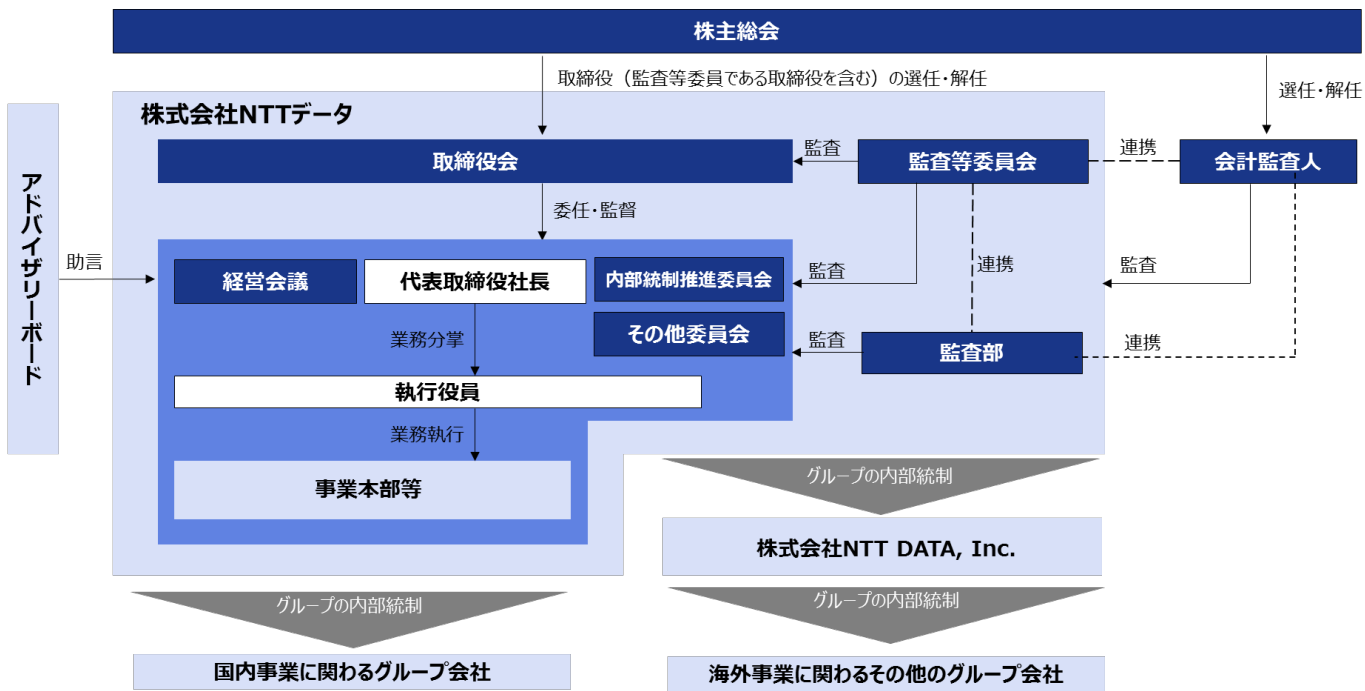 株主総会
取締役（監査等委員である取締役を含む）の選任・解任
選任・解任
株式会社NTTデータ
取締役会
監査
監査等委員会
連携
会計監査人
アドバイザリーボード
助言
委任・監督
経営会議
代表取締役社長
内部統制推進委員会
監査
連携
監査
業務分掌
その他委員会
監査
監査部
連携
執行役員
業務執行
事業本部等
グループの内部統制
株式会社NTT DATA, Inc.
グループの内部統制
グループの内部統制
国内事業に関わるグループ会社
海外事業に関わるその他のグループ会社